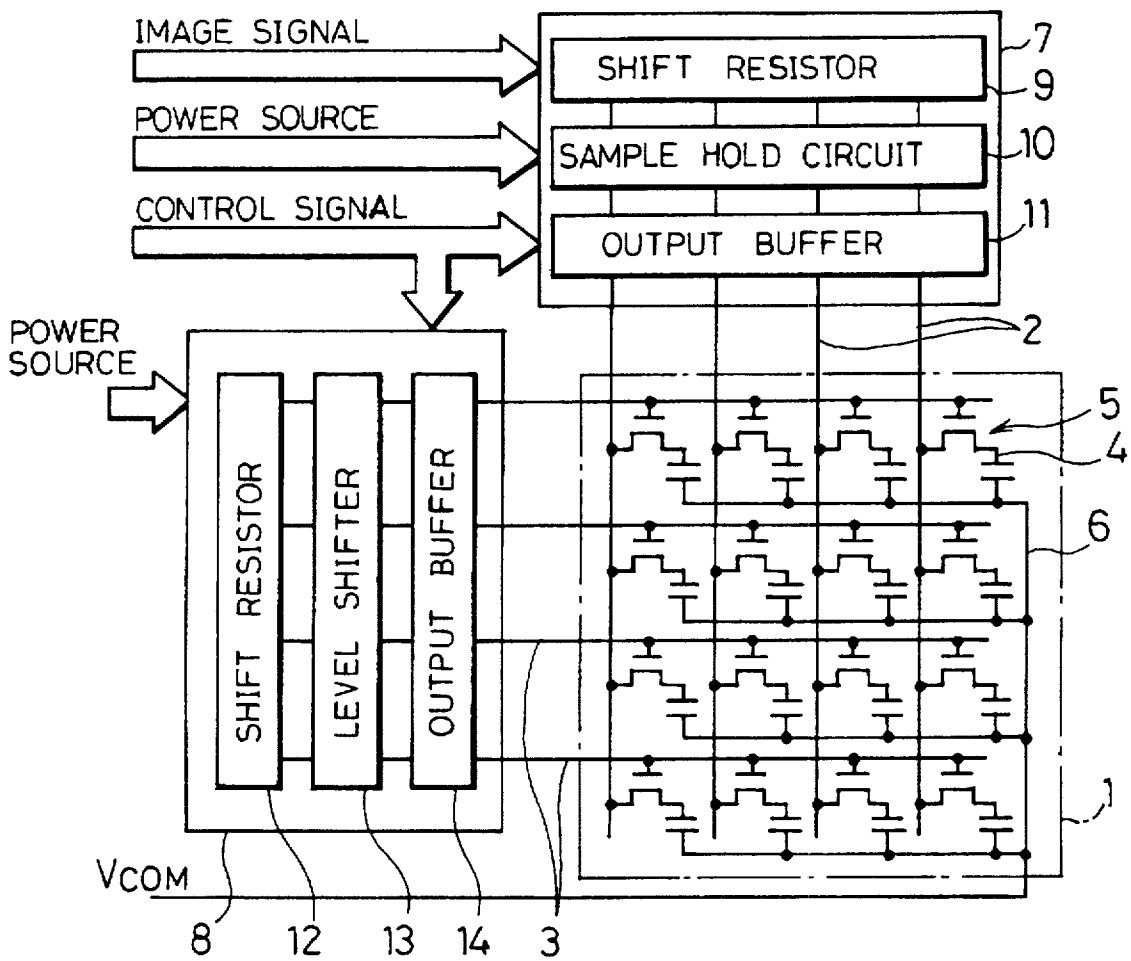 IMAGE SIGNAL
7
SHIFT RESISTOR
9
POWER SOURCE
SAMPLE HOLD CIRCUIT
10
CONTROL SIGNAL
11
OUTPUT BUFFER
POWER
SOURCE
2
5
4
6
SHIFT RESISTOR
LEVEL SHIFTER
OUTPUT BUFFER
1
VCOM
8
12
13
14
3